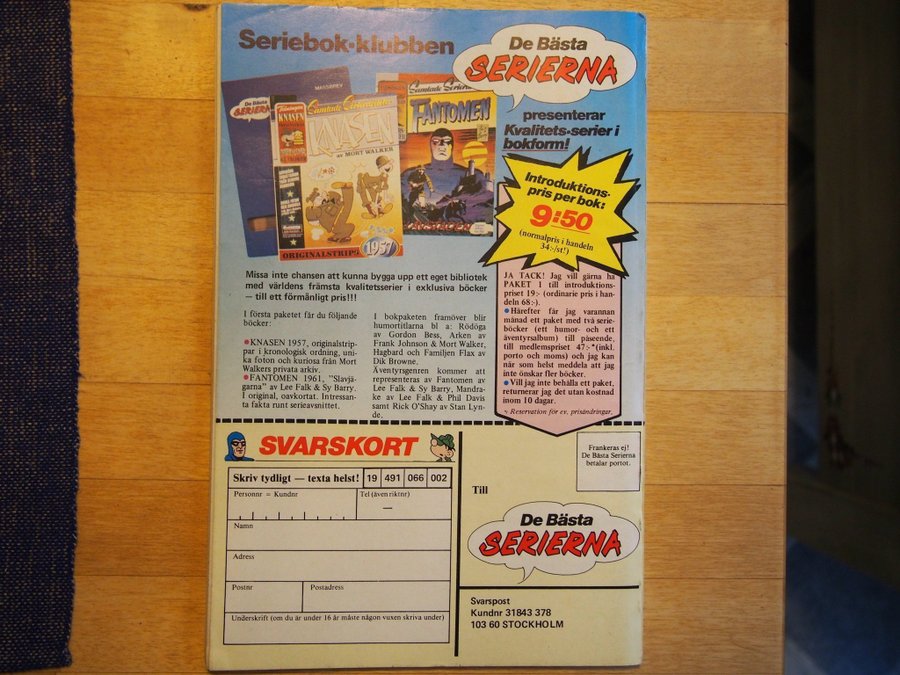 Seriebok-klubben
De Bästa
SERIERNA
presenterar
Kvalitets-serier i
bokform!
De Bästa
SERIERNA
KNASEN
Samlade Serierariteter
KNASEN
av MORT WALKER
ORIGINALSTRIPS
1957
Samlade Serierariteter
FANTOMEN
Introduktions-
pris per bok:
9:50
(normalpris i handeln
34:-/st!)
Missa inte chansen att kunna bygga upp ett eget bibliotek
med världens främsta kvalitetsserier i exklusiva böcker
— till ett förmånligt pris!!!
I första paketet får du följande
böcker:
● KNASEN 1957, originalstrip-
par i kronologisk ordning, uni-
ka foton och kuriosa från Mort
Walkers privata arkiv.
● FANTOMEN 1961, "Slavjä-
garna" av Lee Falk & Sy Barry.
I original, oavkortat. Intressan-
ta fakta runt serieavsnittet.
I bokpaketen framöver blir
humortitlarna bl a: Rödöga
av Gordon Bess, Arken av
Frank Johnson & Mort Walker,
Hagbard och Familjen Flax av
Dik Browne.
Äventyrsgenren kommer att
representeras av Fantomen av
Lee Falk & Sy Barry, Mandra-
ke av Lee Falk & Phil Davis
samt Rick O'Shay av Stan Lyn-
de.
JA TACK! Jag vill gärna ha
PAKET 1 till introduktions-
priset 19:- (ordinarie pris i han-
deln 68:-).
● Härefter får jag varannan
månad ett paket med två serie-
böcker (ett humor- och ett
äventyrsalbum) till påseende,
till medlemspriset 47:-*(inkl.
porto och moms) och jag kan
när som helst meddela att jag
inte önskar fler böcker.
● Vill jag inte behålla ett paket,
returnerar jag det utan kostnad
inom 10 dagar.
* Reservation för ev. prisändringar.
SVARSKORT
Skriv tydligt — texta helst! 19 491 066 002
Personnr = Kundnr
Tel (även riktnr)
—
Namn
Adress
Postnr
Postadress
Underskrift (om du är under 16 år måste någon vuxen skriva under)
Frankeras ej!
De Bästa Serierna
betalar portot.
Till
De Bästa
SERIERNA
Svarspost
Kundnr 31843 378
103 60 STOCKHOLM